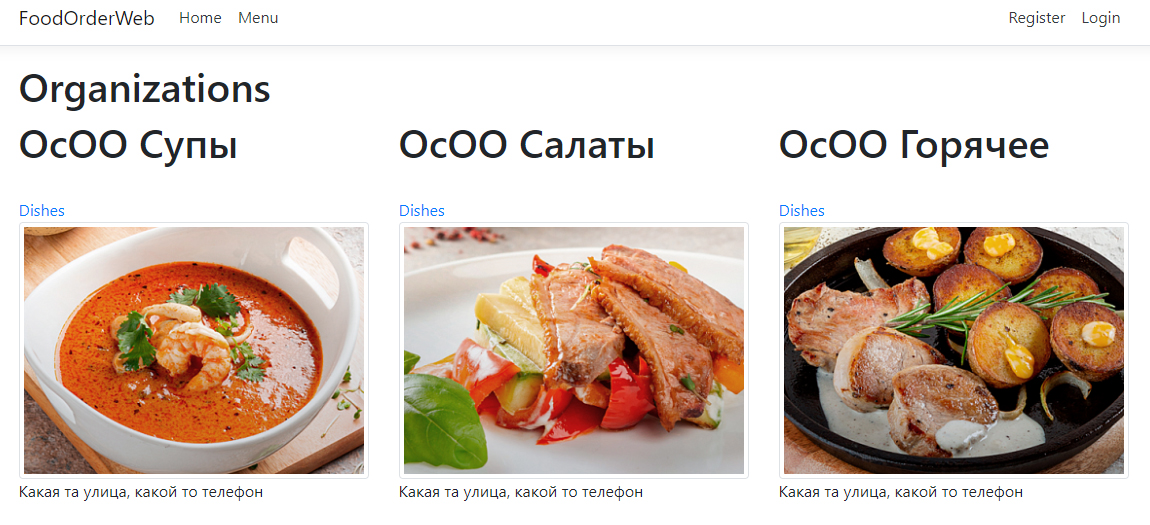 FoodOrderWeb Home Menu Register Login
Organizations
ОсОО Супы ОсОО Салаты ОсОО Горячее
Dishes Dishes Dishes
Какая та улица, какой то телефон Какая та улица, какой то телефон Какая та улица, какой то телефон